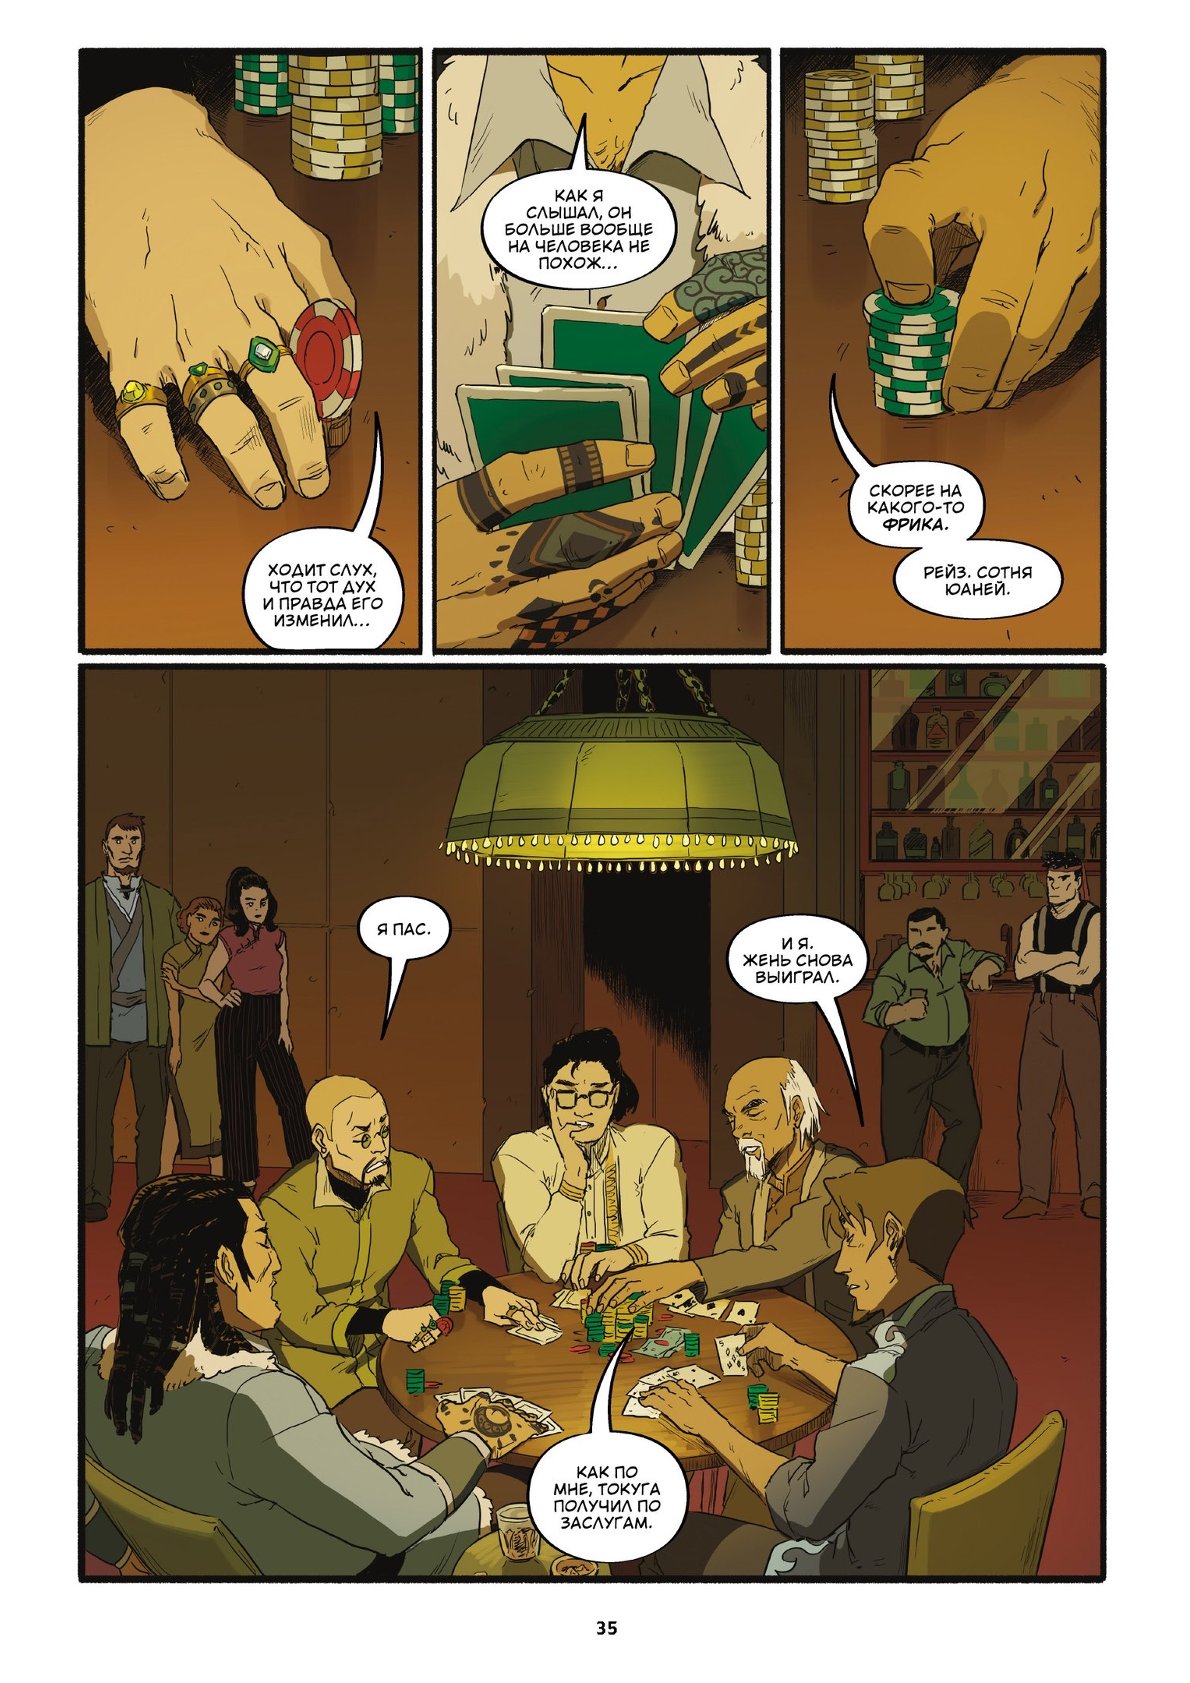 ХОДИТ СЛУХ,
ЧТО ТОТ ДУХ
И ПРАВДА ЕГО
ИЗМЕНИЛ...
КАК Я
СЛЫШАЛ, ОН
БОЛЬШЕ ВООБЩЕ
НА ЧЕЛОВЕКА НЕ
ПОХОЖ...
СКОРЕЕ НА
КАКОГО-ТО
ФРИКА.
РЕЙЗ. СОТНЯ
ЮАНЕЙ.
Я ПАС.
И Я.
ЖЕНЬ СНОВА
ВЫИГРАЛ.
КАК ПО
МНЕ, ТОКУГА
ПОЛУЧИЛ ПО
ЗАСЛУГАМ.
35